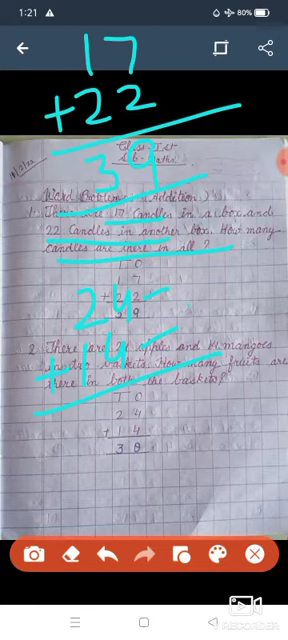 1:21
80%
17
+22
39
Class - Ist
Sub - Maths
Word Problems (Addition)
1. There are 17 Candles in a box and
22 Candles in another box. How many
candles are there in all?
T O
1 7
+ 2 2
3 9
24
+14
2. There are 24 apples and 14 mangoes
in two baskets. How many fruits are
there in both the baskets?
T O
2 4
+ 1 4
3 8
RECORDER